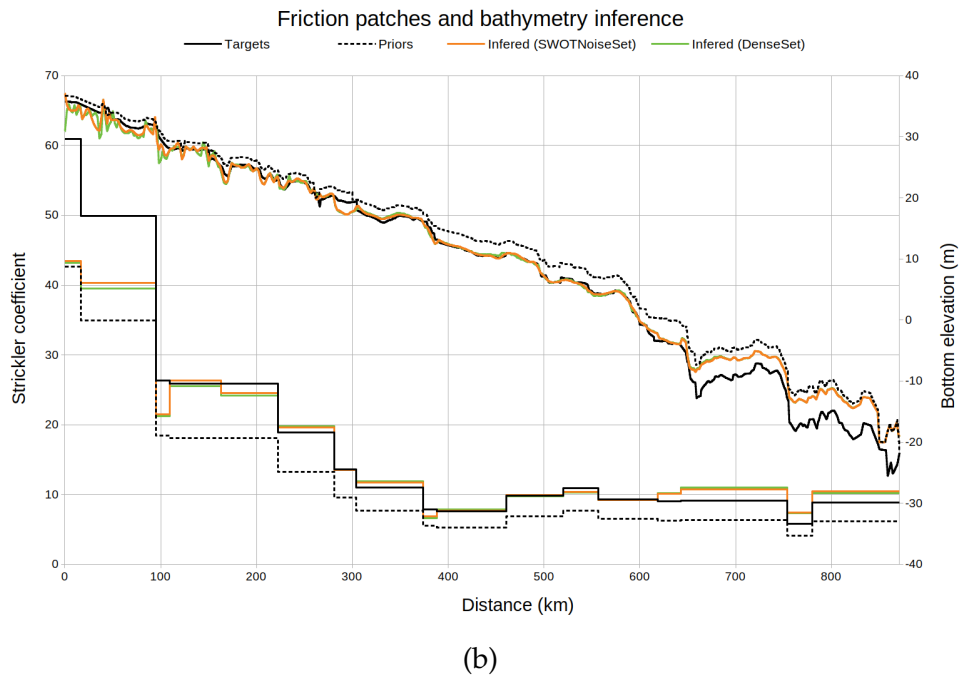 Friction patches and bathymetry inference
Targets Priors Infered (SWOTNoiseSet) Infered (DenseSet)
70 40
60 30
50 20
40 10
30 0
20 -10
10 -20
0 -30
-40
0 100 200 300 400 500 600 700 800
Strickler coefficient
Bottom elevation (m)
Distance (km)
(b)